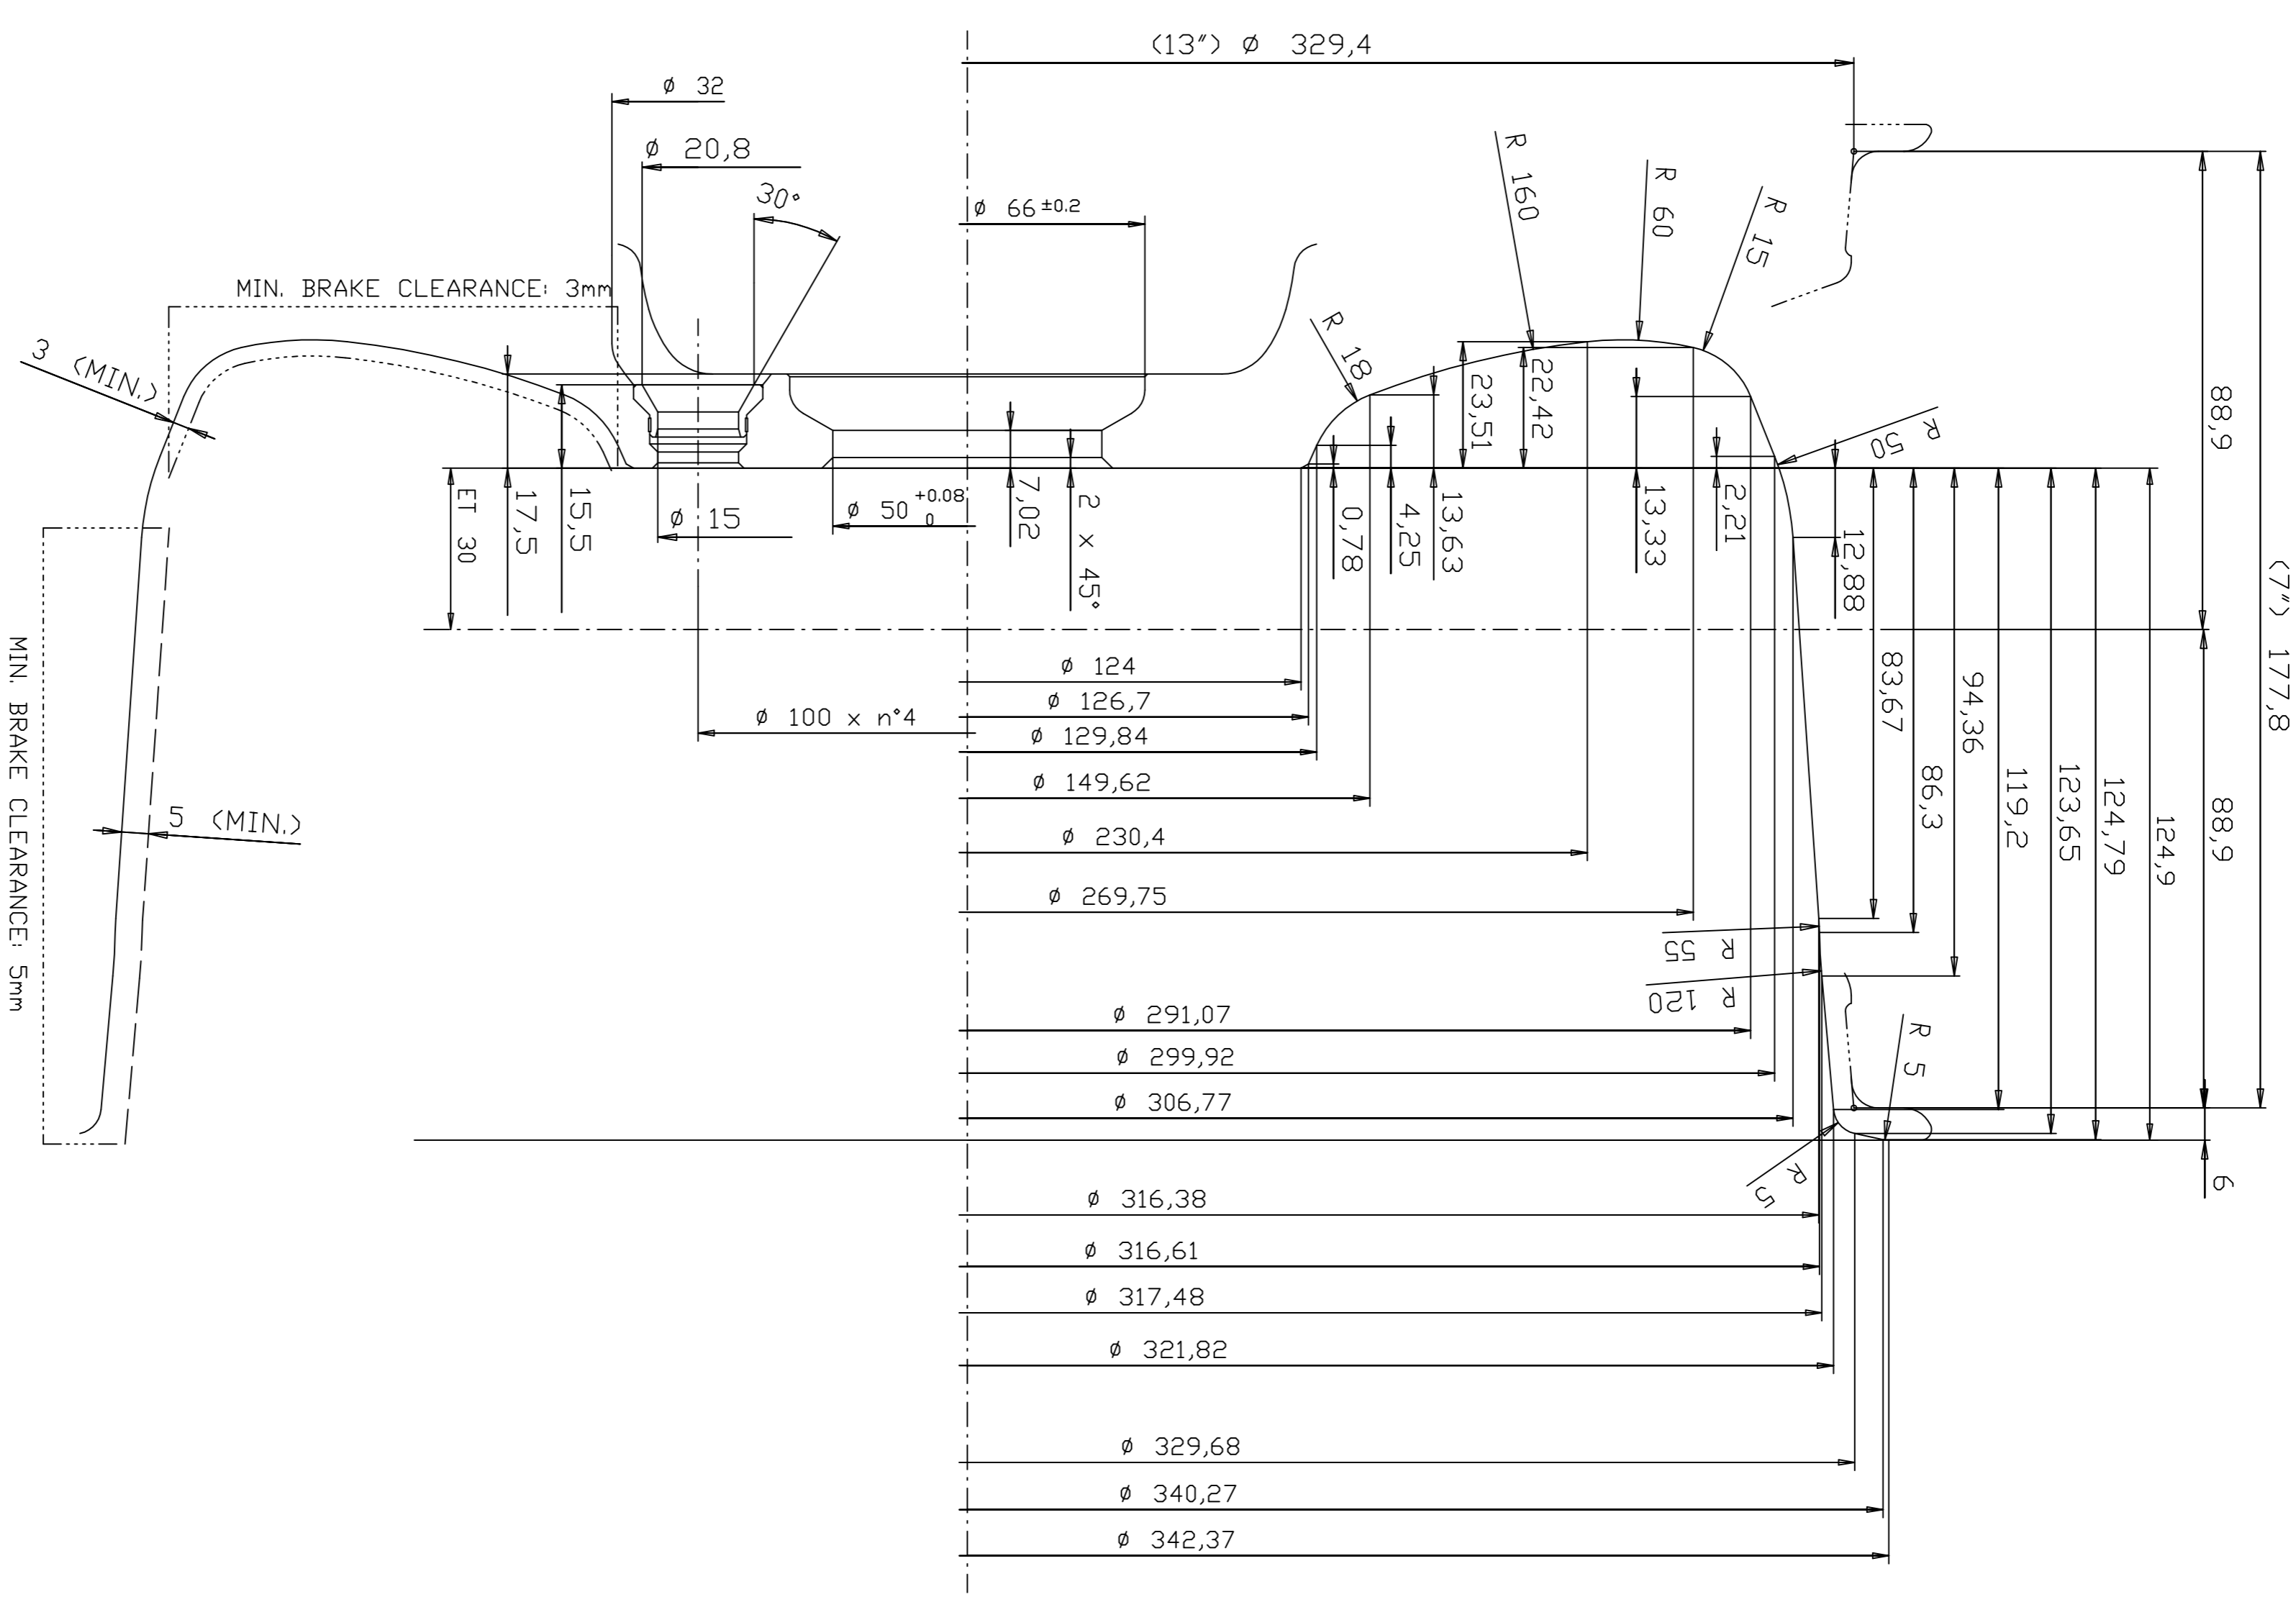 (13″) ø 329,4
ø 32
ø 20,8
30°
ø 66 ±0.2
R 160
R 60
R 15
MIN. BRAKE CLEARANCE: 3mm
3 (MIN.)
R 18
23,51
22,42
R 50
88,9
(7″) 177,8
ET 30
17,5
15,5
ø 15
ø 50 +0.08 0
7,02
2 x 45°
0,78
4,25
13,63
13,33
2,21
12,88
83,67
86,3
94,36
119,2
123,65
124,79
124,9
88,9
ø 124
ø 126,7
ø 100 x n°4
ø 129,84
ø 149,62
ø 230,4
ø 269,75
MIN. BRAKE CLEARANCE: 5mm
5 (MIN.)
R 55
R 120
ø 291,07
R 5
ø 299,92
ø 306,77
R 5
6
ø 316,38
ø 316,61
ø 317,48
ø 321,82
ø 329,68
ø 340,27
ø 342,37